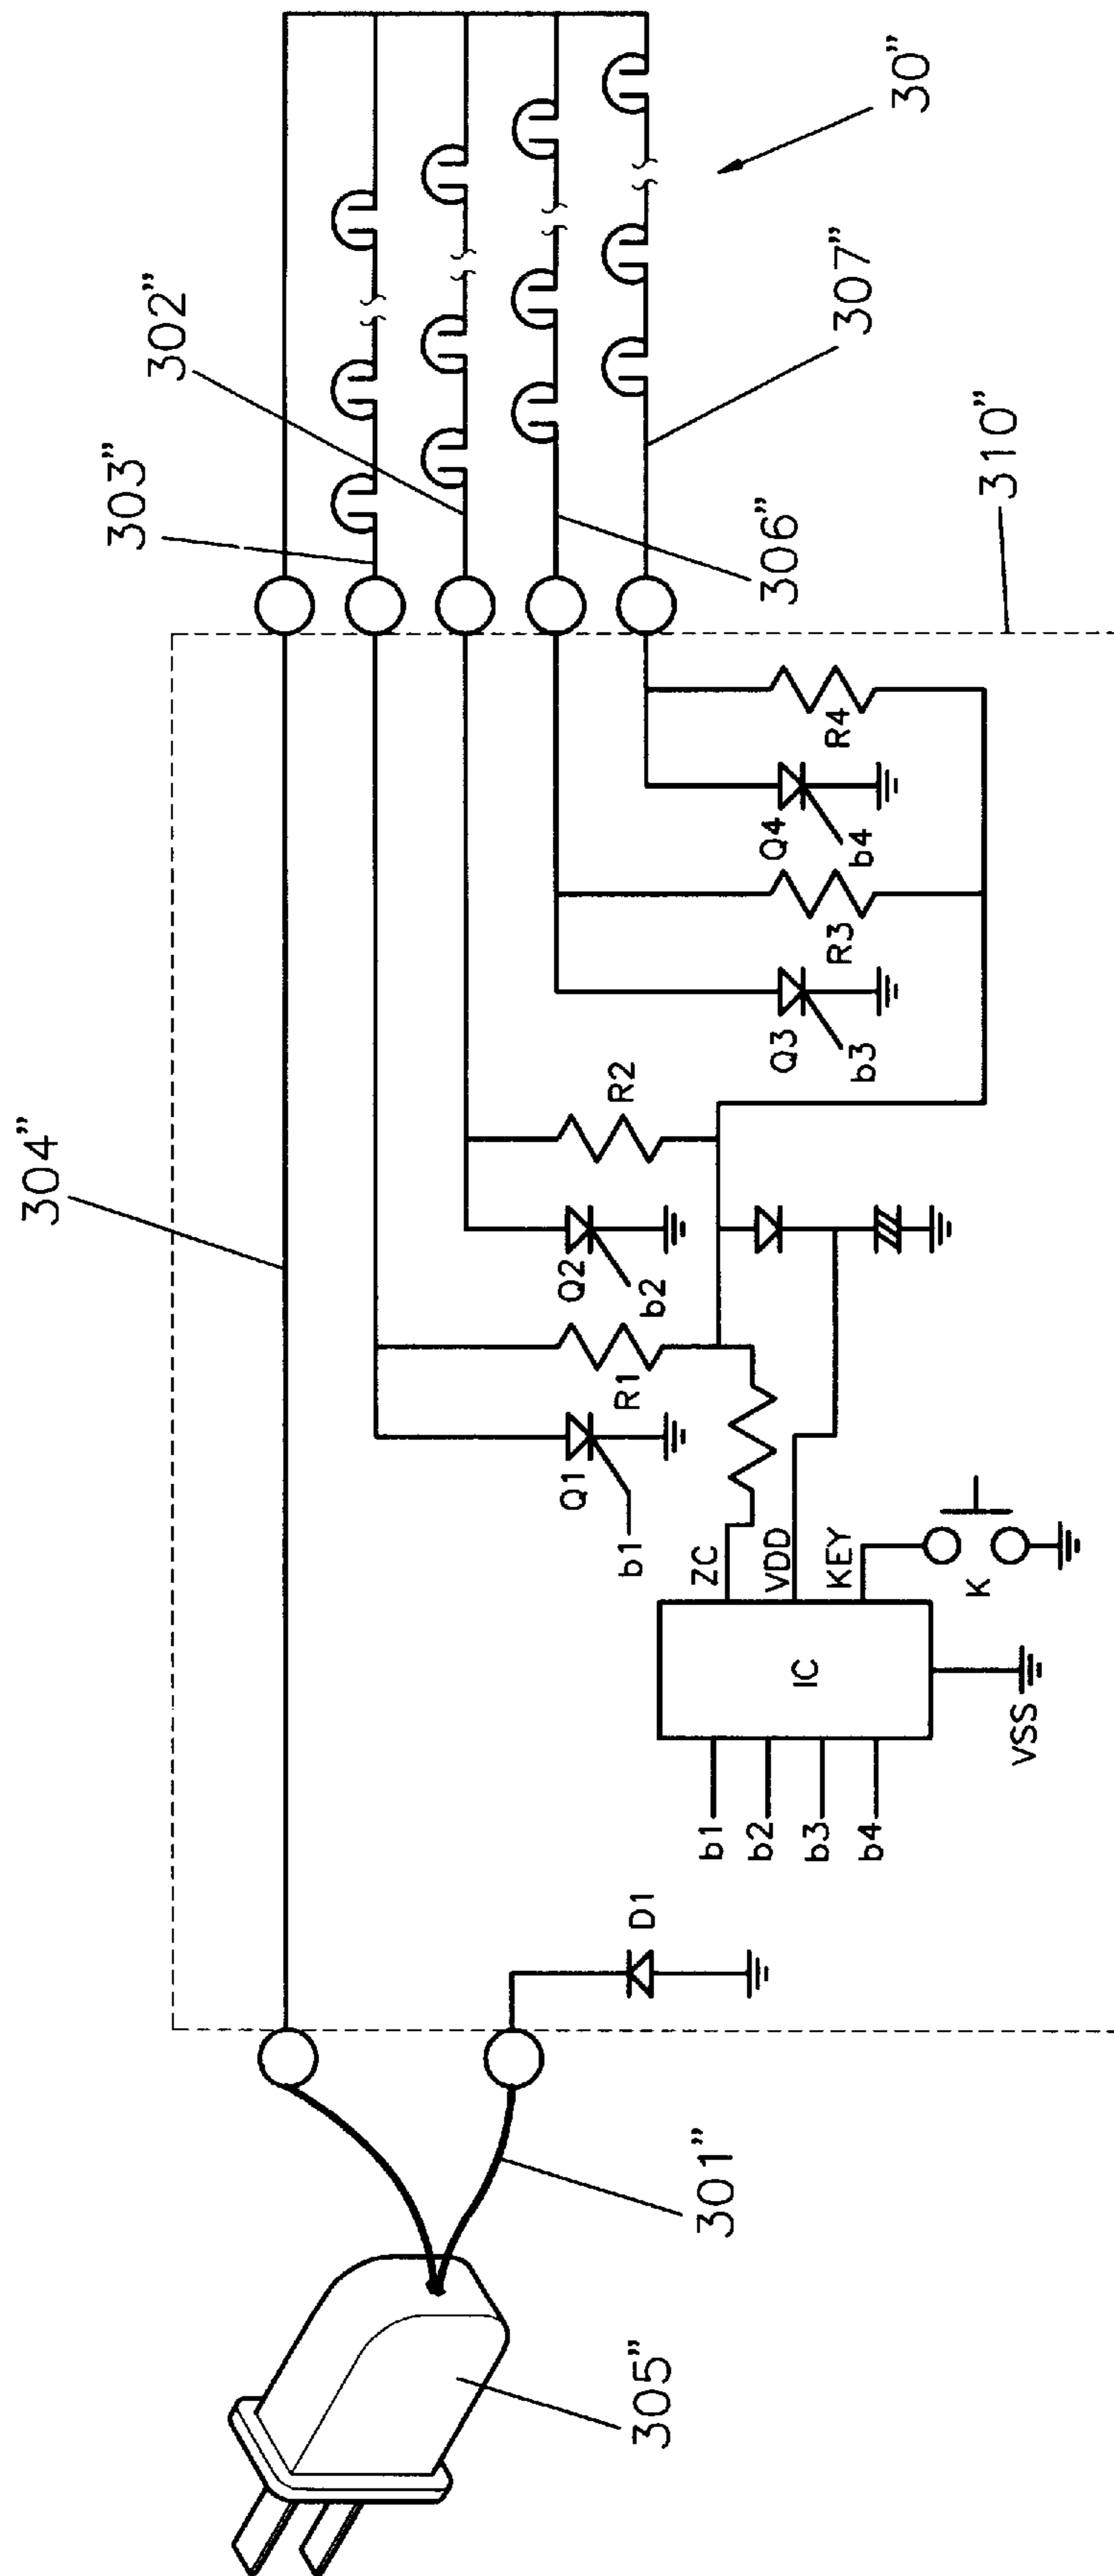 304”
303”
302”
306”
307”
30”
310”
305”
301”
D1
b1
b2
b3
b4
IC
VSS
ZC
VDD
KEY
K
Q1
b1
R1
Q2
b2
R2
Q3
b3
R3
Q4
b4
R4